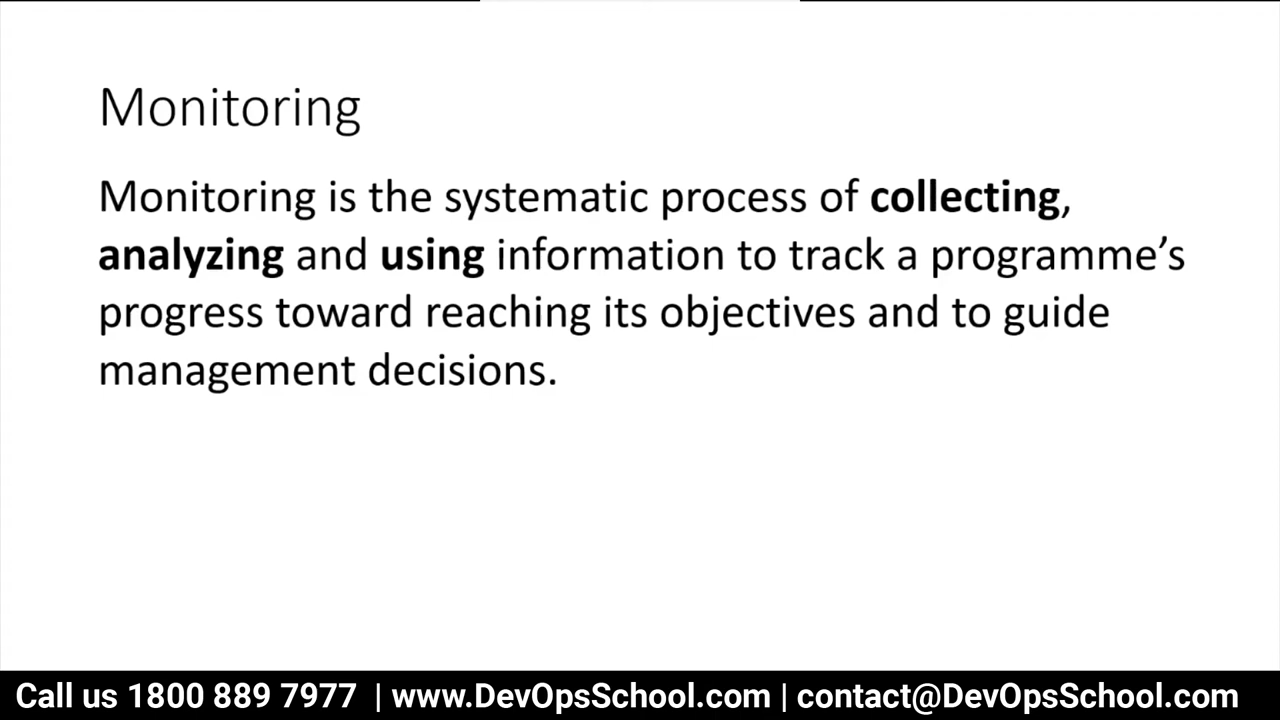 Monitoring
Monitoring is the systematic process of collecting,
analyzing and using information to track a programme’s
progress toward reaching its objectives and to guide
management decisions.
Call us 1800 889 7977 | www.DevOpsSchool.com | contact@DevOpsSchool.com